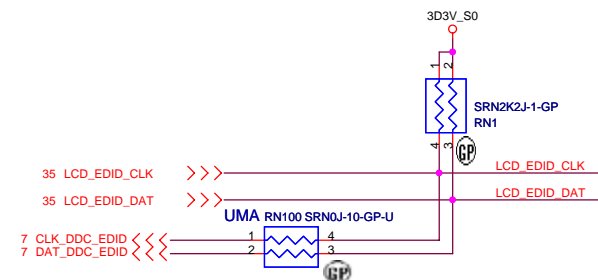 3D3V_S0
1 2
SRN2K2J-1-GP
RN1
4 3
GP
35 LCD_EDID_CLK
LCD_EDID_CLK
35 LCD_EDID_DAT
LCD_EDID_DAT
UMA RN100 SRN0J-10-GP-U
7 CLK_DDC_EDID
1 4
7 DAT_DDC_EDID
2 3
GP